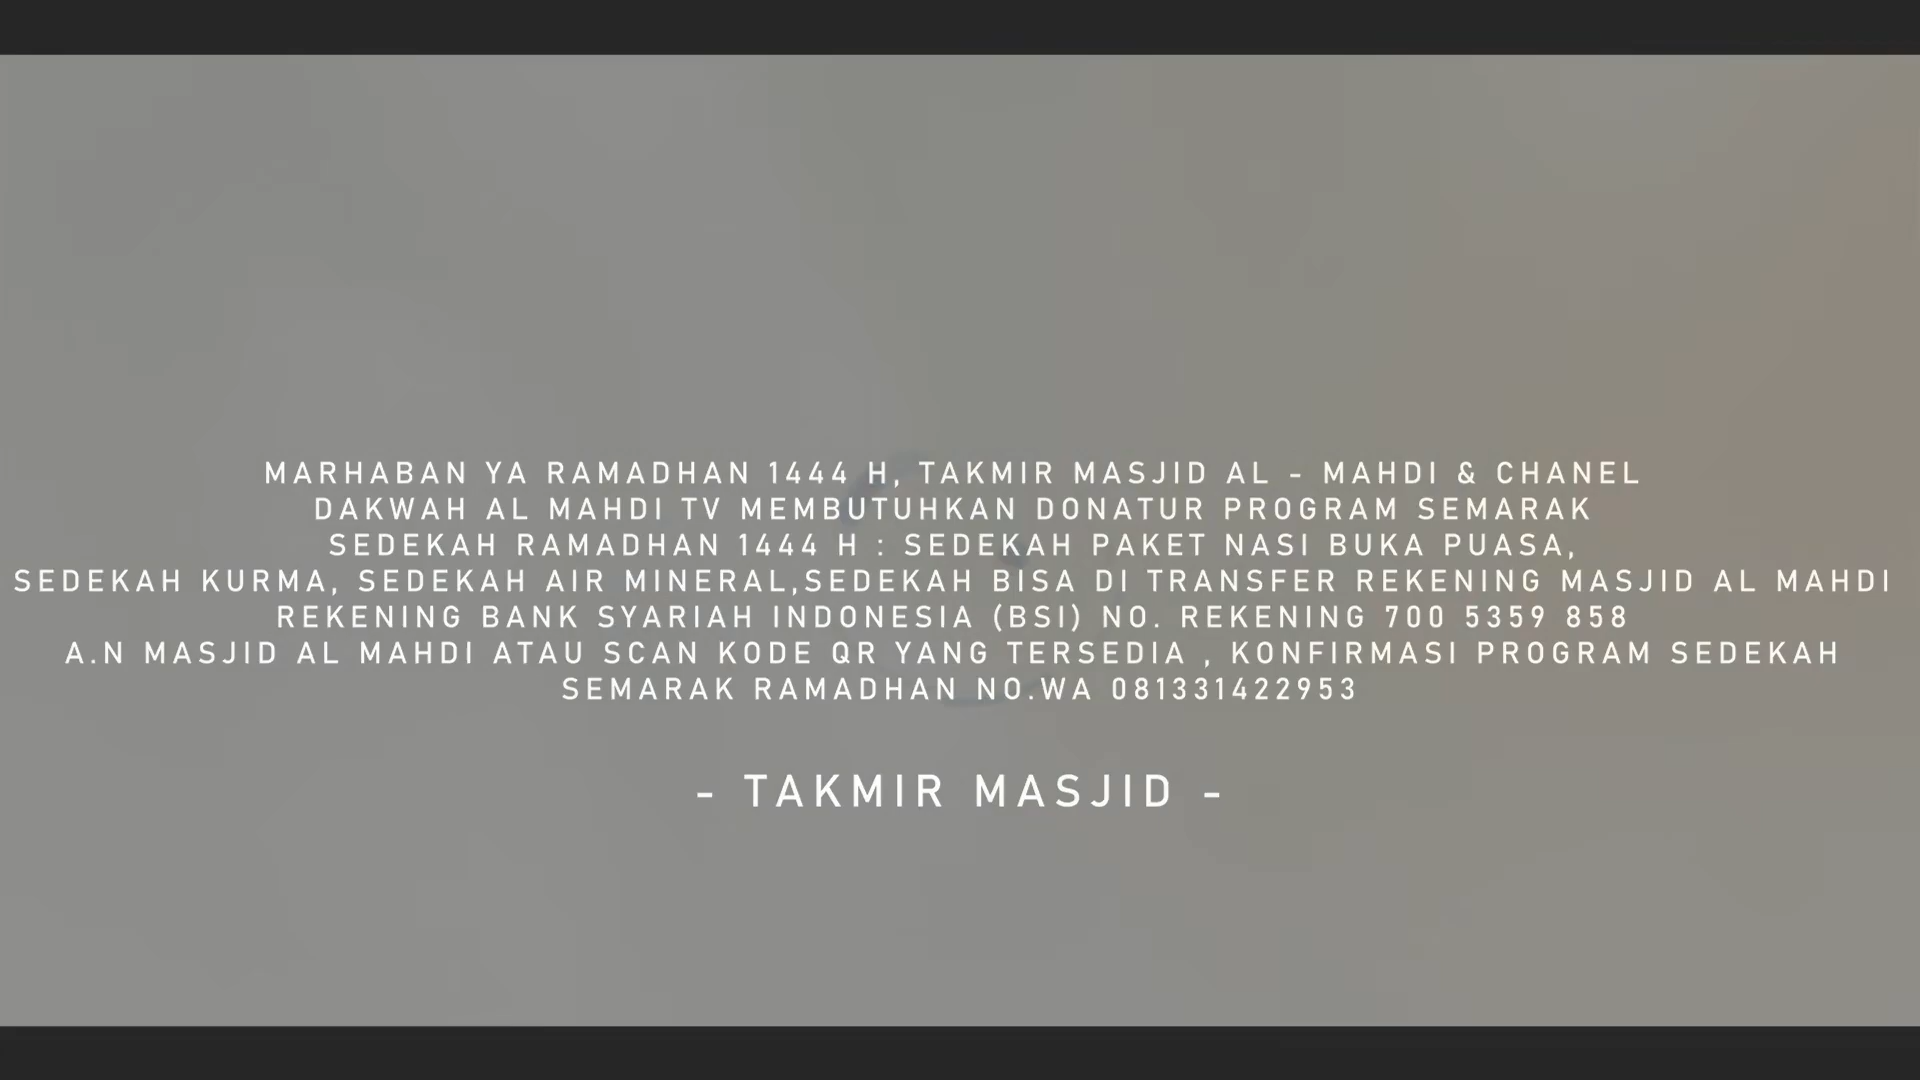 MARHABAN YA RAMADHAN 1444 H, TAKMIR MASJID AL - MAHDI & CHANEL
DAKWAH AL MAHDI TV MEMBUTUHKAN DONATUR PROGRAM SEMARAK
SEDEKAH RAMADHAN 1444 H : SEDEKAH PAKET NASI BUKA PUASA,
SEDEKAH KURMA, SEDEKAH AIR MINERAL,SEDEKAH BISA DI TRANSFER REKENING MASJID AL MAHDI
REKENING BANK SYARIAH INDONESIA (BSI) NO. REKENING 700 5359 858
A.N MASJID AL MAHDI ATAU SCAN KODE QR YANG TERSEDIA , KONFIRMASI PROGRAM SEDEKAH
SEMARAK RAMADHAN NO.WA 081331422953
- TAKMIR MASJID -